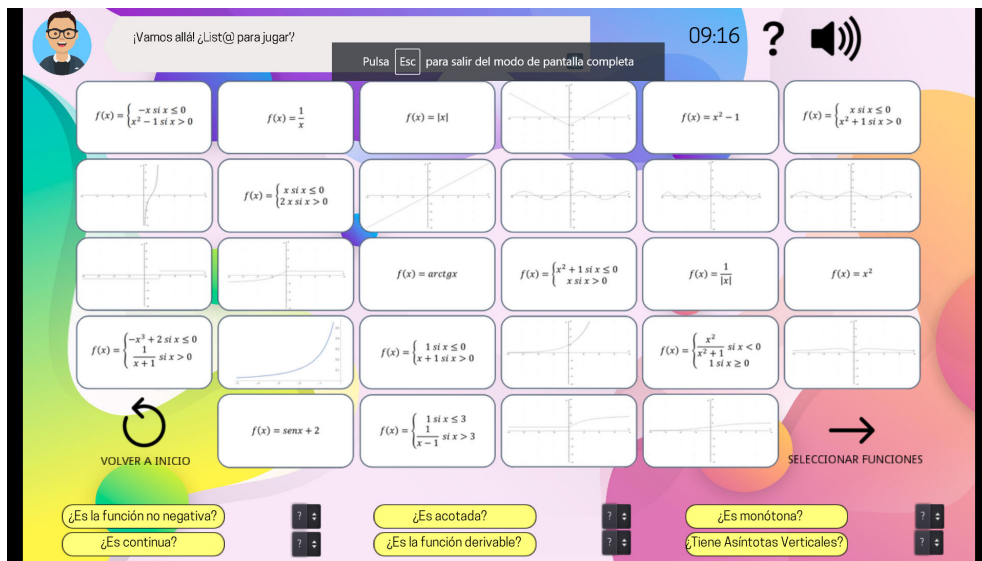 ¡Vamos allá! ¿List@ para jugar?
09:16
?
Pulsa Esc para salir del modo de pantalla completa
f(x) = { −x si x ≤ 0
x² − 1 si x > 0
f(x) = 1/x
f(x) = |x|
f(x) = x² − 1
f(x) = { x si x ≤ 0
x² + 1 si x > 0
f(x) = { x si x ≤ 0
2 x si x > 0
f(x) = arctgx
f(x) = { x² + 1 si x ≤ 0
x si x > 0
f(x) = 1/|x|
f(x) = x²
f(x) = { −x³ + 2 si x ≤ 0
1/(x + 1) si x > 0
f(x) = { 1 si x ≤ 0
x + 1 si x > 0
f(x) = { x²/(x² + 1) si x < 0
1 si x ≥ 0
VOLVER A INICIO
f(x) = senx + 2
f(x) = { 1 si x ≤ 3
1/(x − 1) si x > 3
SELECCIONAR FUNCIONES
¿Es la función no negativa? ?
¿Es acotada? ?
¿Es monótona? ?
¿Es continua? ?
¿Es la función derivable? ?
¿Tiene Asíntotas Verticales? ?